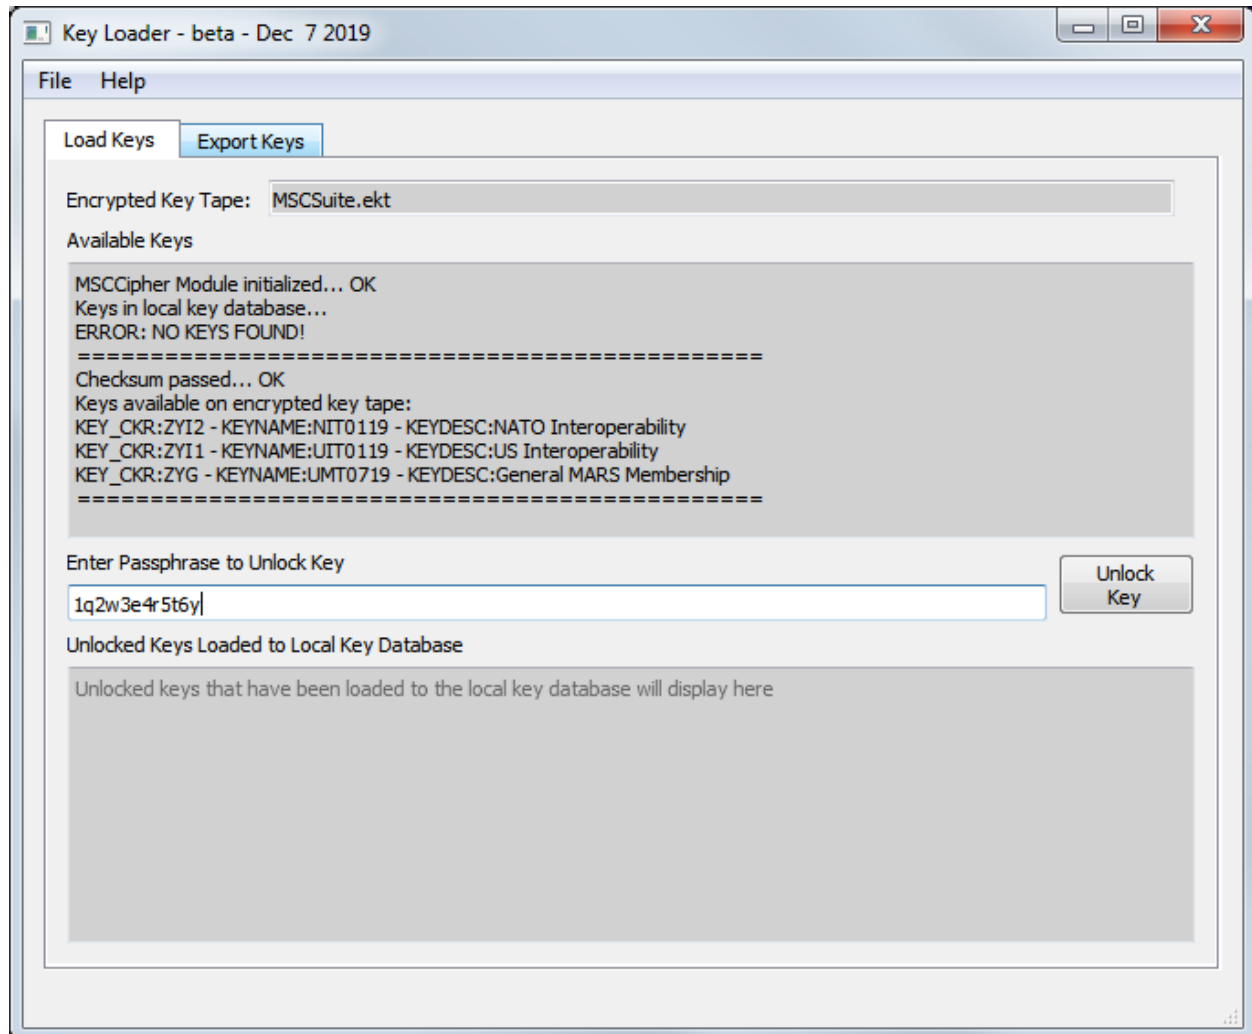 Key Loader - beta - Dec 7 2019
File Help
Load Keys Export Keys
Encrypted Key Tape: MSCSuite.ekt
Available Keys
MSCCipher Module initialized... OK
Keys in local key database...
ERROR: NO KEYS FOUND!
===============================================
Checksum passed... OK
Keys available on encrypted key tape:
KEY_CKR:ZYI2 - KEYNAME:NIT0119 - KEYDESC:NATO Interoperability
KEY_CKR:ZYI1 - KEYNAME:UIT0119 - KEYDESC:US Interoperability
KEY_CKR:ZYG - KEYNAME:UMT0719 - KEYDESC:General MARS Membership
===============================================
Enter Passphrase to Unlock Key
1q2w3e4r5t6y
Unlock
Key
Unlocked Keys Loaded to Local Key Database
Unlocked keys that have been loaded to the local key database will display here